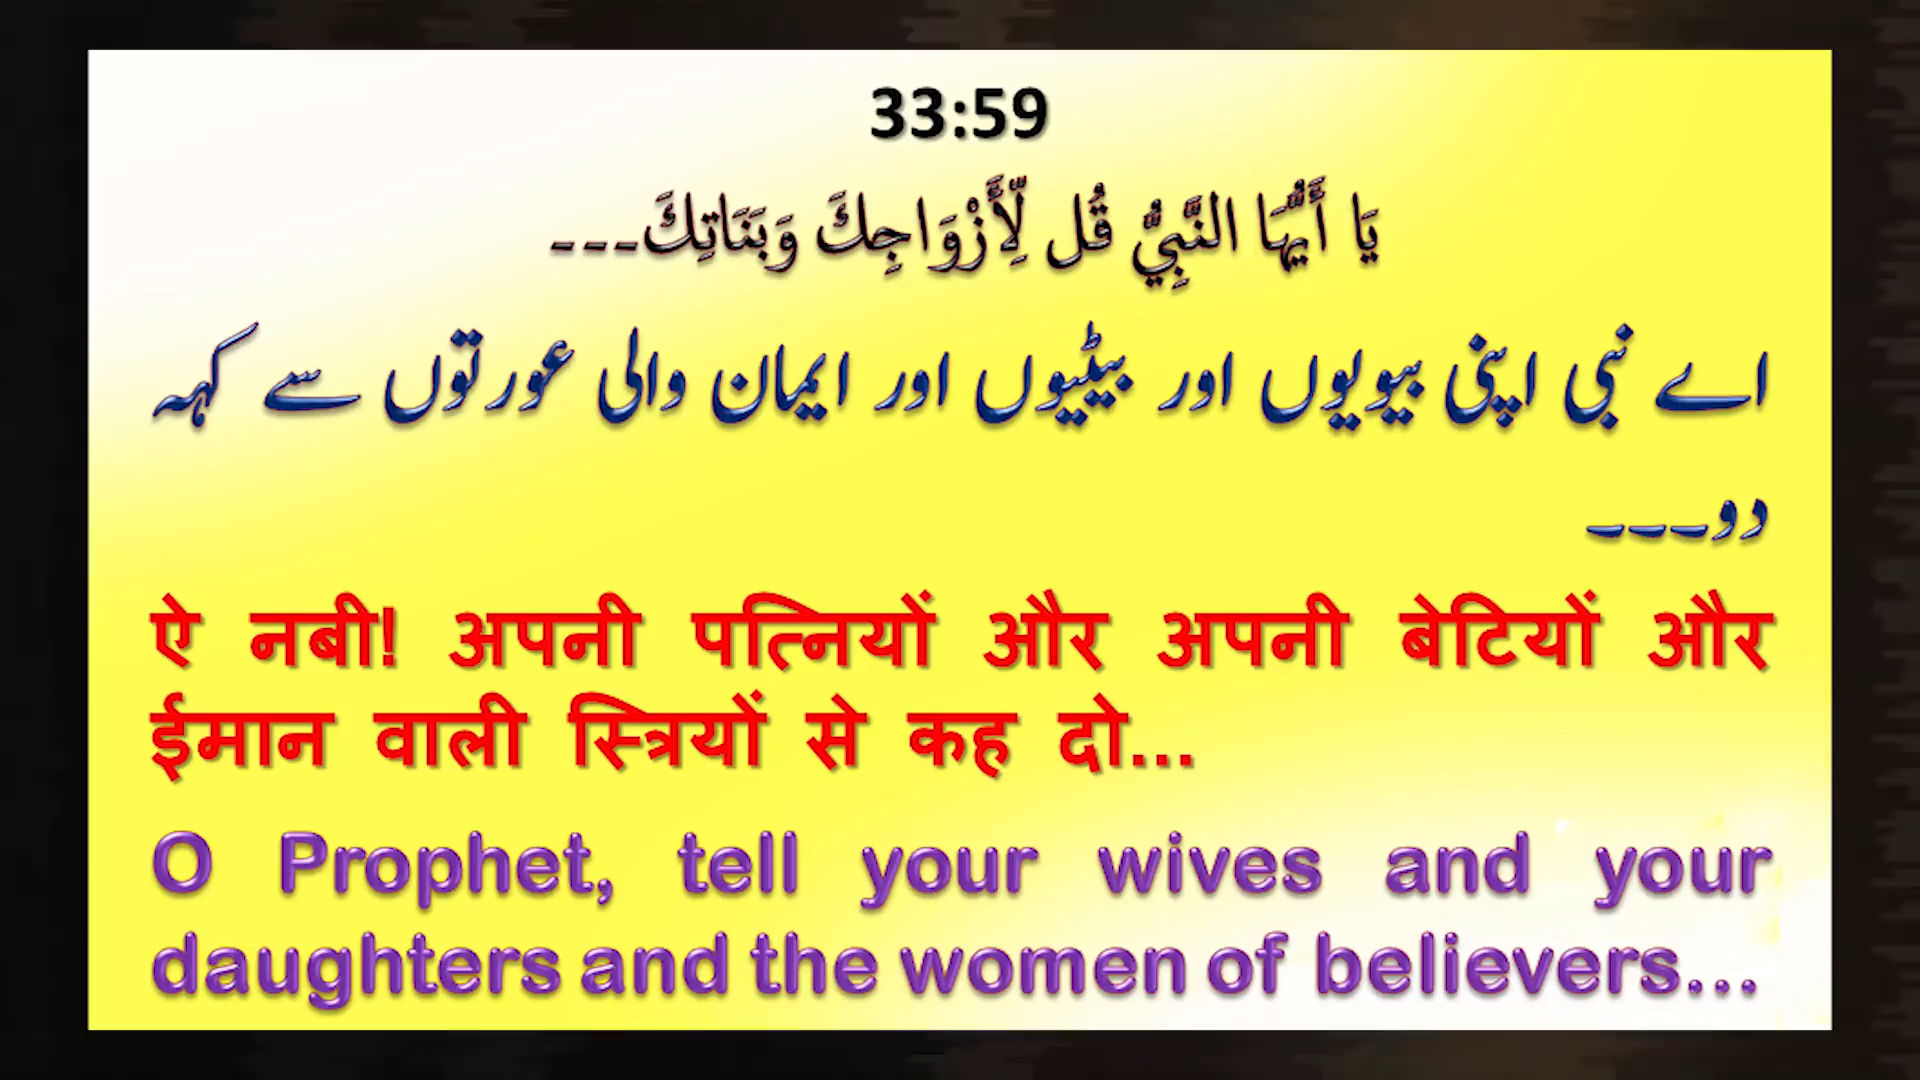 33:59
يَا أَيُّهَا النَّبِيُّ قُل لِّأَزْوَاجِكَ وَبَنَاتِكَ۔۔۔
اے نبی اپنی بیویوں اور بیٹیوں اور ایمان والی عورتوں سے کہہ
دو۔۔۔
ऐ नबी! अपनी पत्नियों और अपनी बेटियों और
ईमान वाली स्त्रियों से कह दो...
O Prophet, tell your wives and your
daughters and the women of believers...